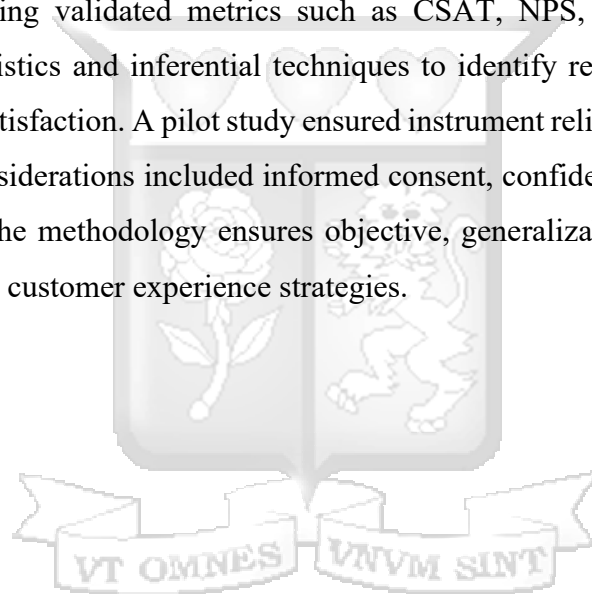 ing validated metrics such as CSAT, NPS,
istics and inferential techniques to identify re
tisfaction. A pilot study ensured instrument reli
siderations included informed consent, confide
he methodology ensures objective, generaliza
customer experience strategies.
VT OMNES VNVM SINT